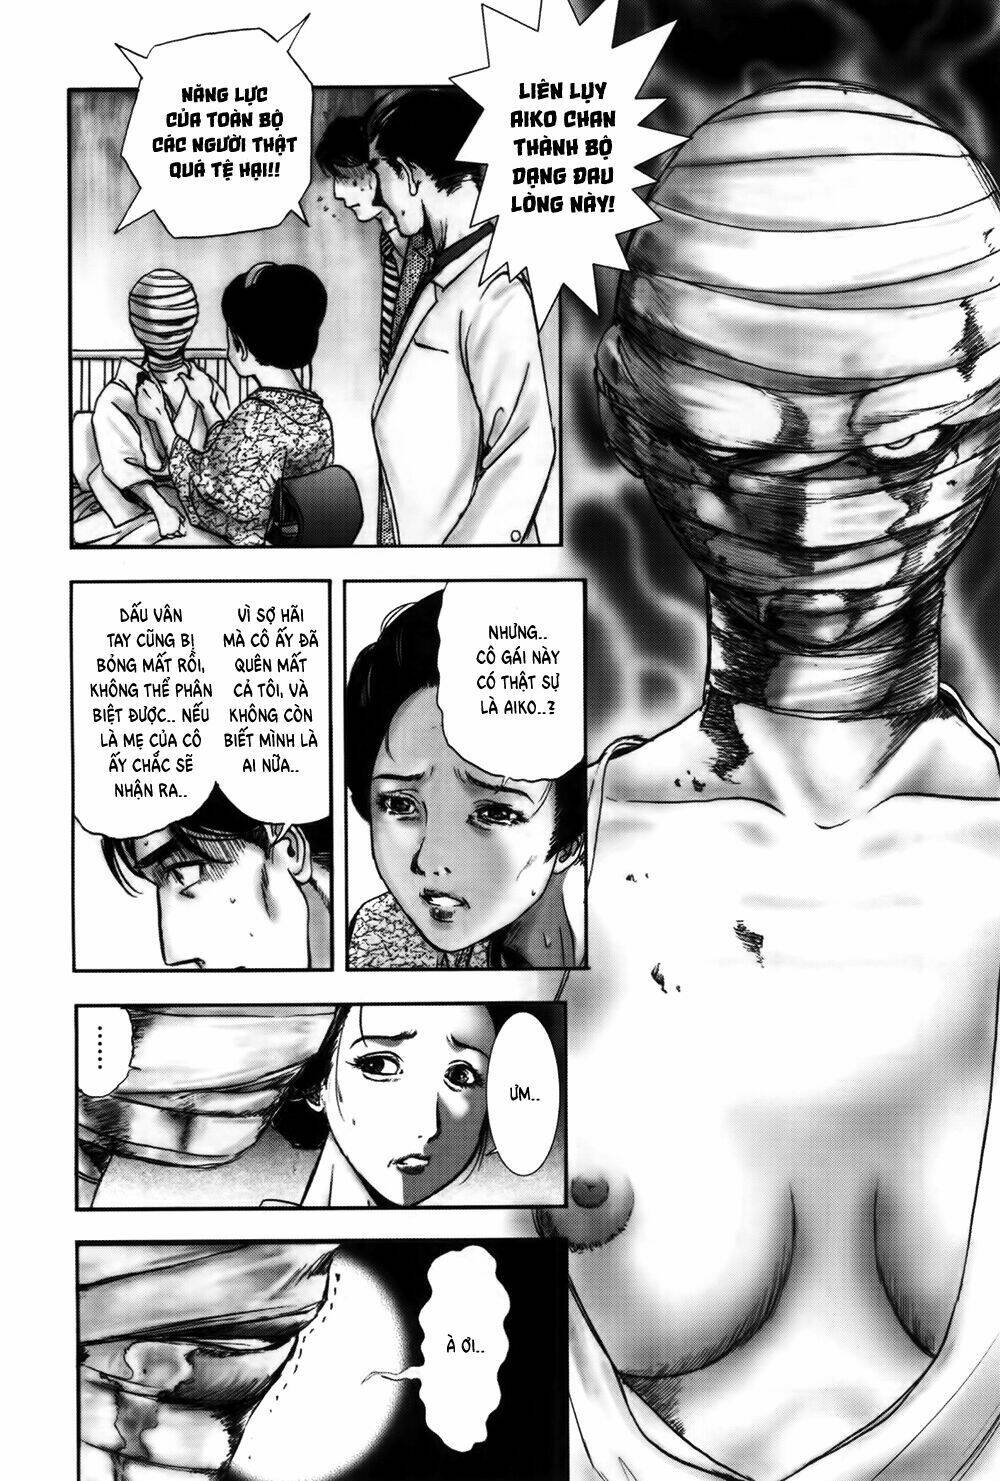 LIÊN LỤY
AIKO CHAN
THÀNH BỘ
DẠNG ĐAU
LÒNG NÀY!
NĂNG LỰC
CỦA TOÀN BỘ
CÁC NGƯỜI THẬT
QUÁ TỆ HẠI!!
NHƯNG..
CÔ GÁI NÀY
CÓ THẬT SỰ
LÀ AIKO..?
VÌ SỢ HÃI
MÀ CÔ ẤY ĐÃ
QUÊN MẤT
CẢ TÔI, VÀ
KHÔNG CÒN
BIẾT MÌNH LÀ
AI NỮA..
DẤU VÂN
TAY CŨNG BỊ
BỎNG MẤT RỒI,
KHÔNG THỂ PHÂN
BIỆT ĐƯỢC.. NẾU
LÀ MẸ CỦA CÔ
ẤY CHẮC SẼ
NHẬN RA..
ƯM..
......
À ƠI..